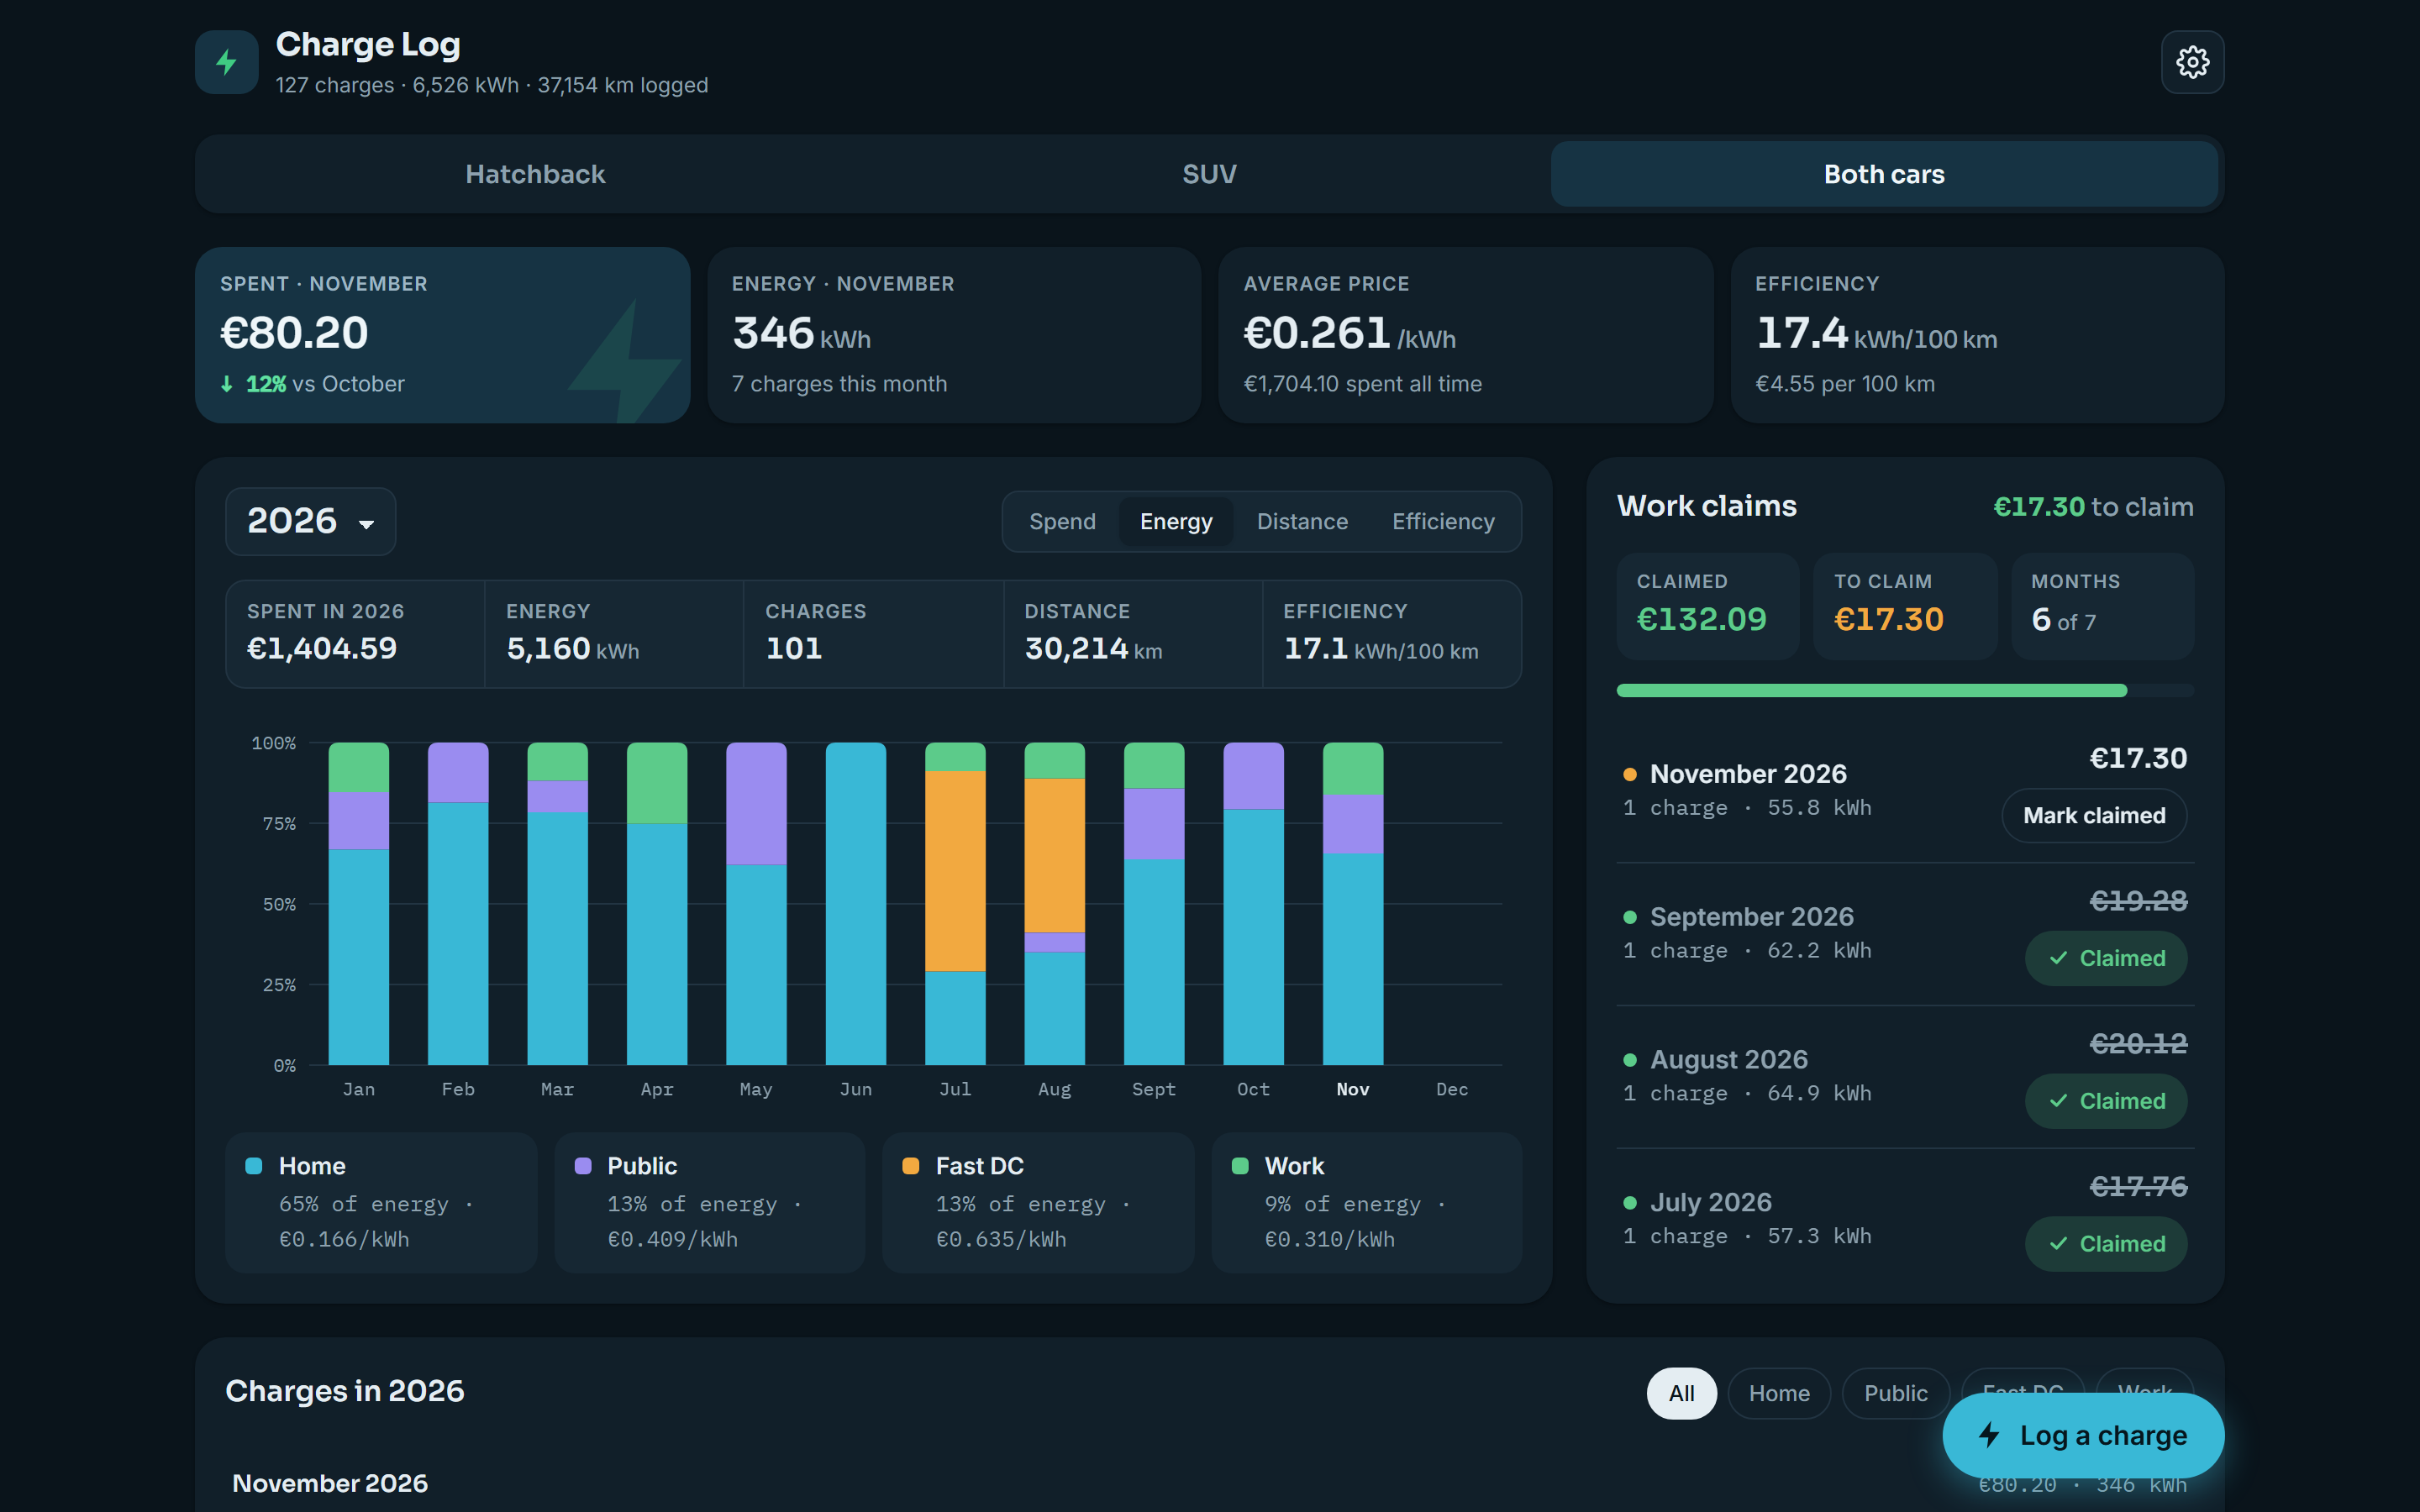 Charge Log
127 charges · 6,526 kWh · 37,154 km logged
Hatchback
SUV
Both cars
SPENT · NOVEMBER
€80.20
↓ 12% vs October
ENERGY · NOVEMBER
346 kWh
7 charges this month
AVERAGE PRICE
€0.261 /kWh
€1,704.10 spent all time
EFFICIENCY
17.4 kWh/100 km
€4.55 per 100 km
2026
Spend
Energy
Distance
Efficiency
SPENT IN 2026
€1,404.59
ENERGY
5,160 kWh
CHARGES
101
DISTANCE
30,214 km
EFFICIENCY
17.1 kWh/100 km
100%
75%
50%
25%
0%
Jan
Feb
Mar
Apr
May
Jun
Jul
Aug
Sept
Oct
Nov
Dec
Home
65% of energy ·
€0.166/kWh
Public
13% of energy ·
€0.409/kWh
Fast DC
13% of energy ·
€0.635/kWh
Work
9% of energy ·
€0.310/kWh
Work claims
€17.30 to claim
CLAIMED
€132.09
TO CLAIM
€17.30
MONTHS
6 of 7
November 2026
1 charge · 55.8 kWh
€17.30
Mark claimed
September 2026
1 charge · 62.2 kWh
€19.28
✓ Claimed
August 2026
1 charge · 64.9 kWh
€20.12
✓ Claimed
July 2026
1 charge · 57.3 kWh
€17.76
✓ Claimed
Charges in 2026
All
Home
Public
Fast DC
Work
Log a charge
November 2026
€80.20 · 346 kWh